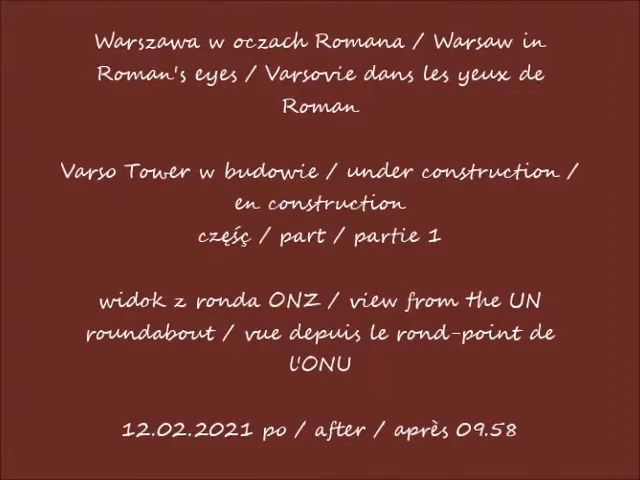 Warszawa w oczach Romana / Warsaw in
Roman's eyes / Varsovie dans les yeux de
Roman
Varso Tower w budowie / under construction /
en construction
częśç / part / partie 1
widok z ronda ONZ / view from the UN
roundabout / vue depuis le rond-point de
l'ONU
12.02.2021 po / after / après 09.58